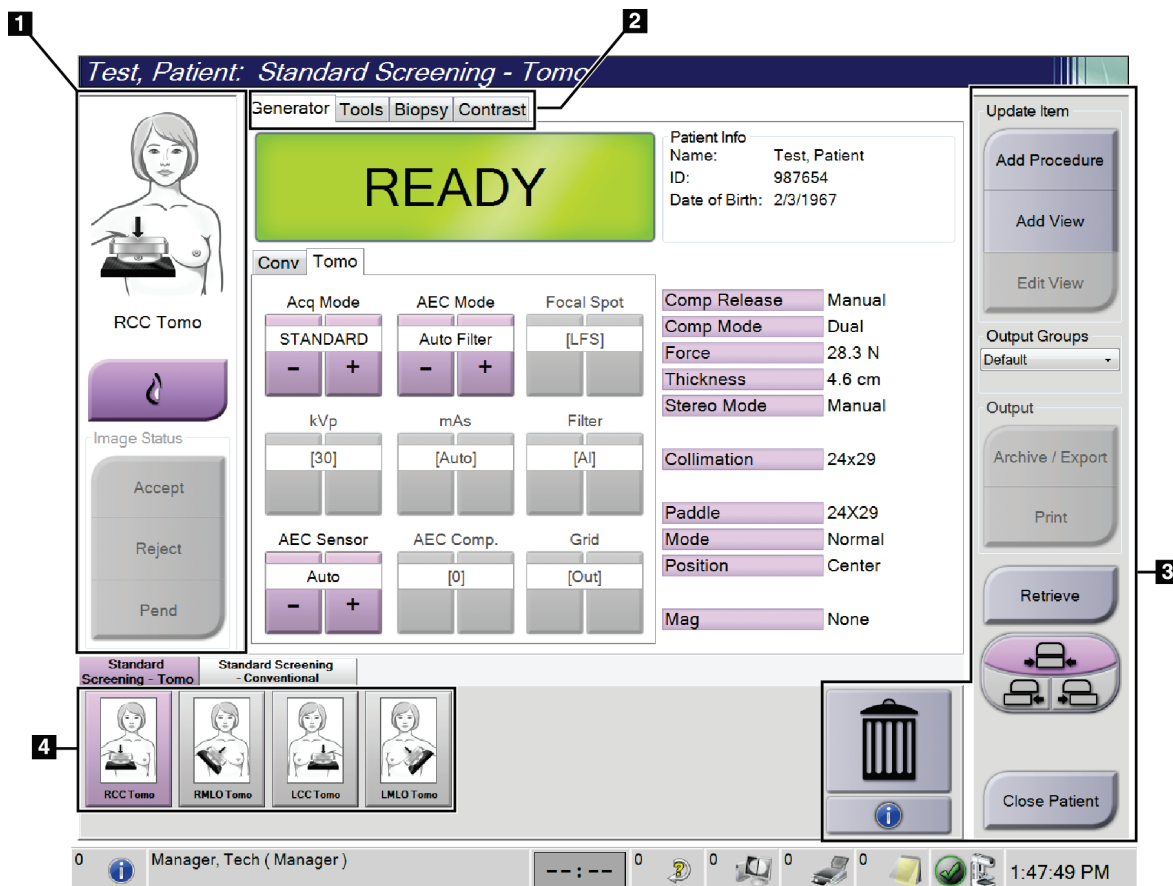 1
2
Test, Patient: Standard Screening - Tomo
Generator Tools Biopsy Contrast
READY
Patient Info
Name: Test, Patient
ID: 987654
Date of Birth: 2/3/1967
RCC Tomo
Image Status
Accept
Reject
Pend
Conv Tomo
Acq Mode AEC Mode Focal Spot
STANDARD Auto Filter [LFS]
- + - +
kVp mAs Filter
[30] [Auto] [Al]
AEC Sensor AEC Comp. Grid
Auto [0] [Out]
- +
Comp Release Manual
Comp Mode Dual
Force 28.3 N
Thickness 4.6 cm
Stereo Mode Manual
Collimation 24x29
Paddle 24X29
Mode Normal
Position Center
Mag None
Update Item
Add Procedure
Add View
Edit View
Output Groups
Default
Output
Archive / Export
Print
3
Retrieve
Close Patient
Standard
Screening - Tomo
Standard Screening
- Conventional
4
RCC Tomo RMLO Tomo LCC Tomo LMLO Tomo
i
0 i Manager, Tech ( Manager ) --:-- 0 ? 0 0 0 1:47:49 PM